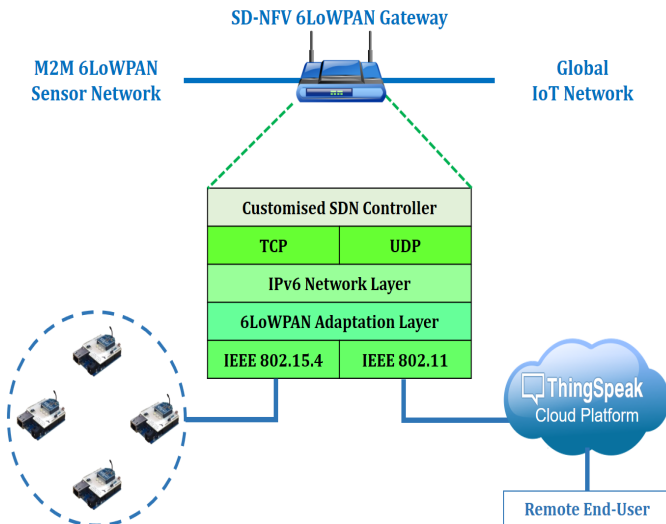 SD-NFV 6LoWPAN Gateway
M2M 6LoWPAN
Sensor Network
Global
IoT Network
Customised SDN Controller
TCP
UDP
IPv6 Network Layer
6LoWPAN Adaptation Layer
IEEE 802.15.4
IEEE 802.11
ThingSpeak
Cloud Platform
Remote End-User